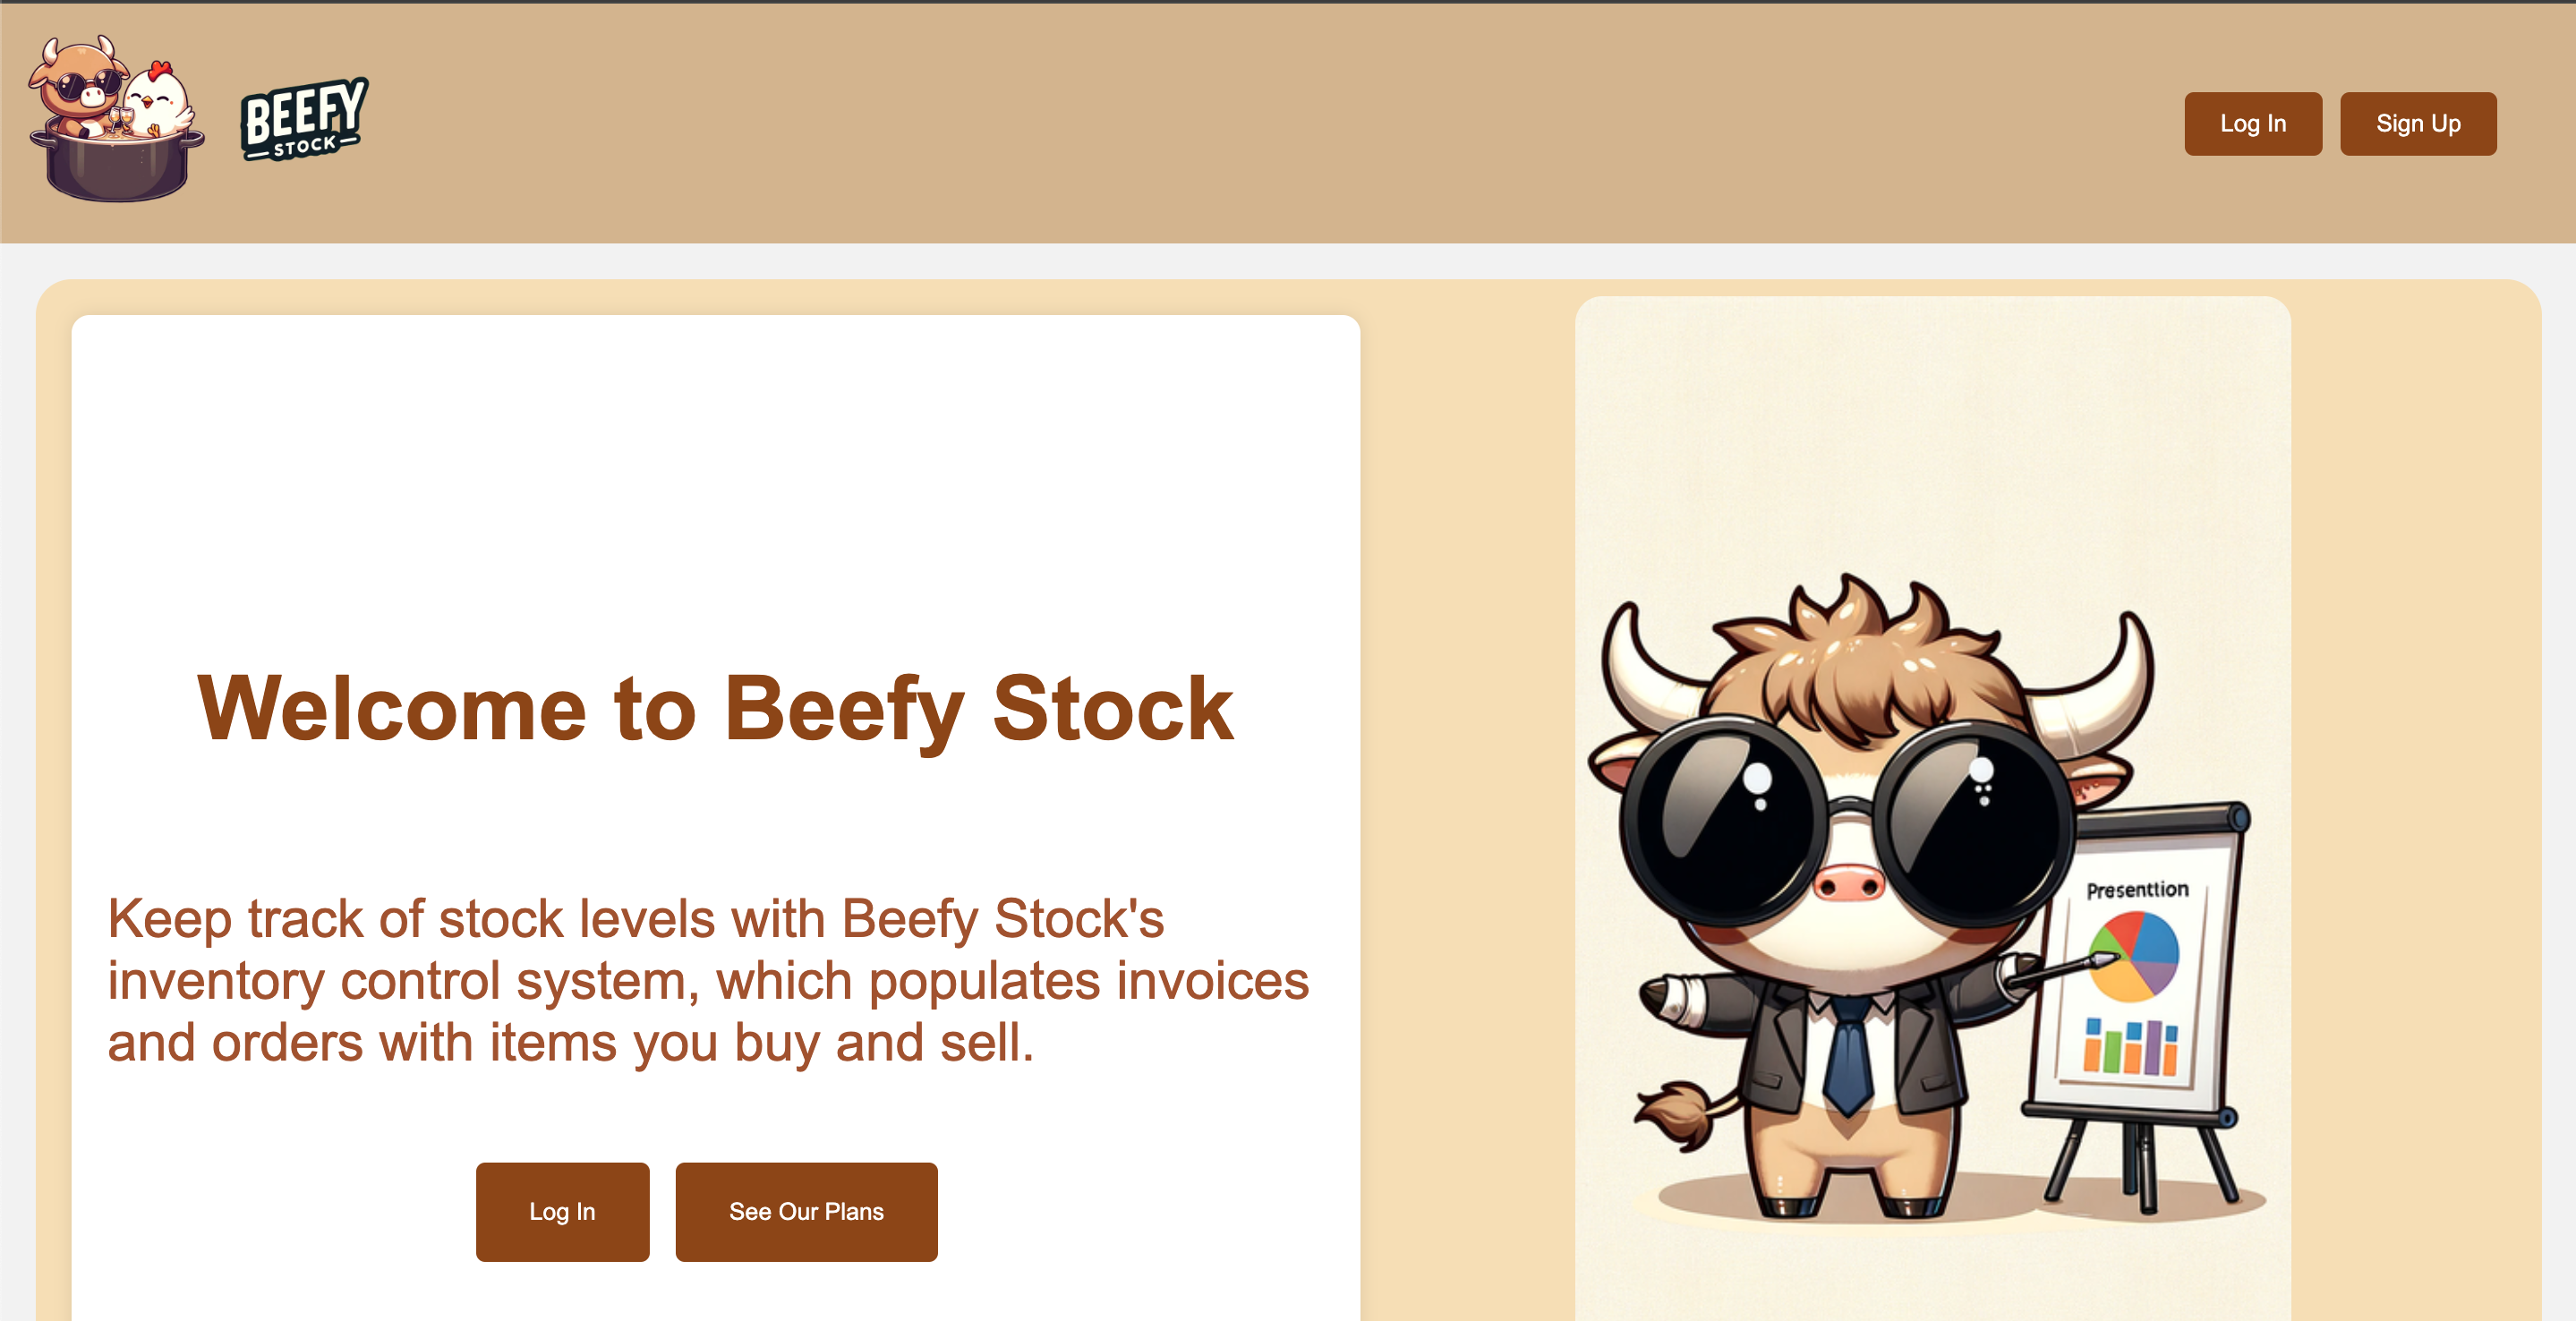 BEEFY
STOCK
Log In
Sign Up
Welcome to Beefy Stock
Keep track of stock levels with Beefy Stock's
inventory control system, which populates invoices
and orders with items you buy and sell.
Log In
See Our Plans
Presenttion